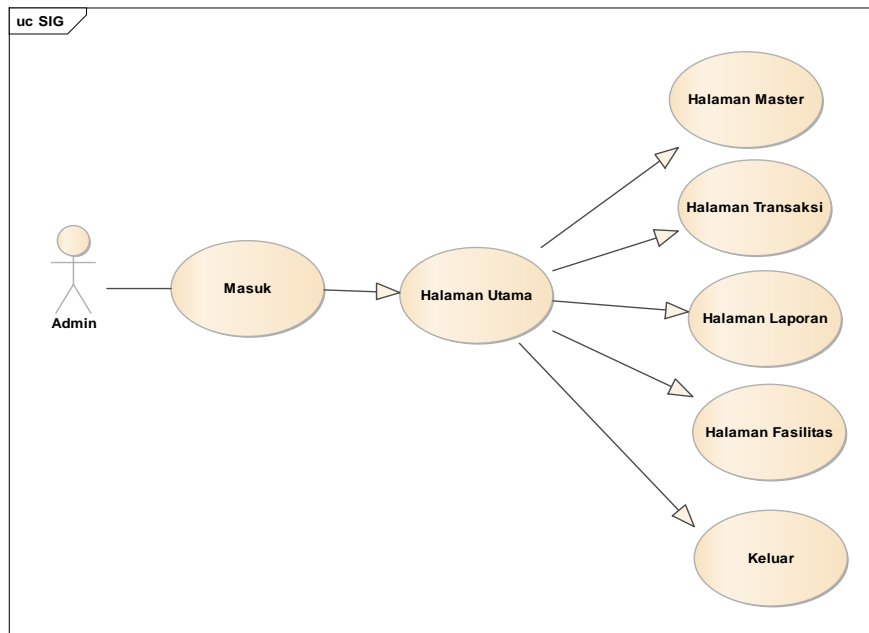 uc SIG
Halaman Master
Halaman Transaksi
Masuk
Halaman Utama
Halaman Laporan
Admin
Halaman Fasilitas
Keluar